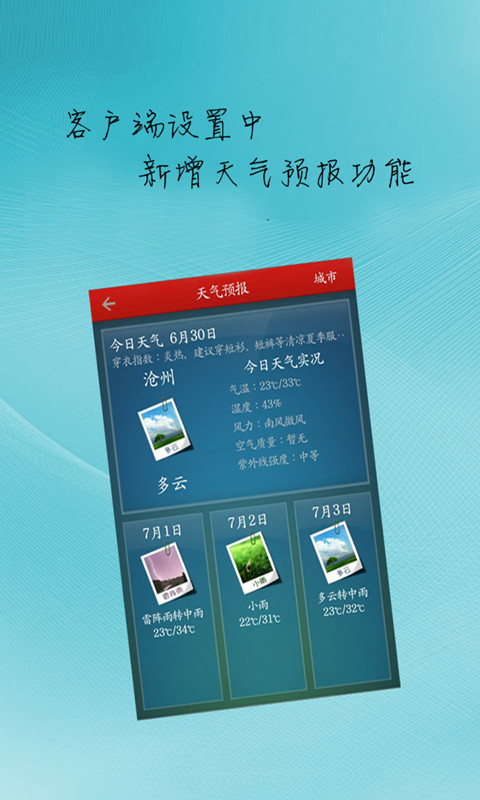 客户端设置中
新增天气预报功能
天气预报
城市
今日天气 6月30日
穿衣指数：炎热，建议穿短衫、短裤等清凉夏季服..
沧州
今日天气实况
气温：23℃/33℃
湿度：43%
风力：南风微风
空气质量：暂无
紫外线强度：中等
多云
多云
7月1日
雷阵雨
雷阵雨转中雨
23℃/34℃
7月2日
小雨
小雨
22℃/31℃
7月3日
多云
多云转中雨
23℃/32℃